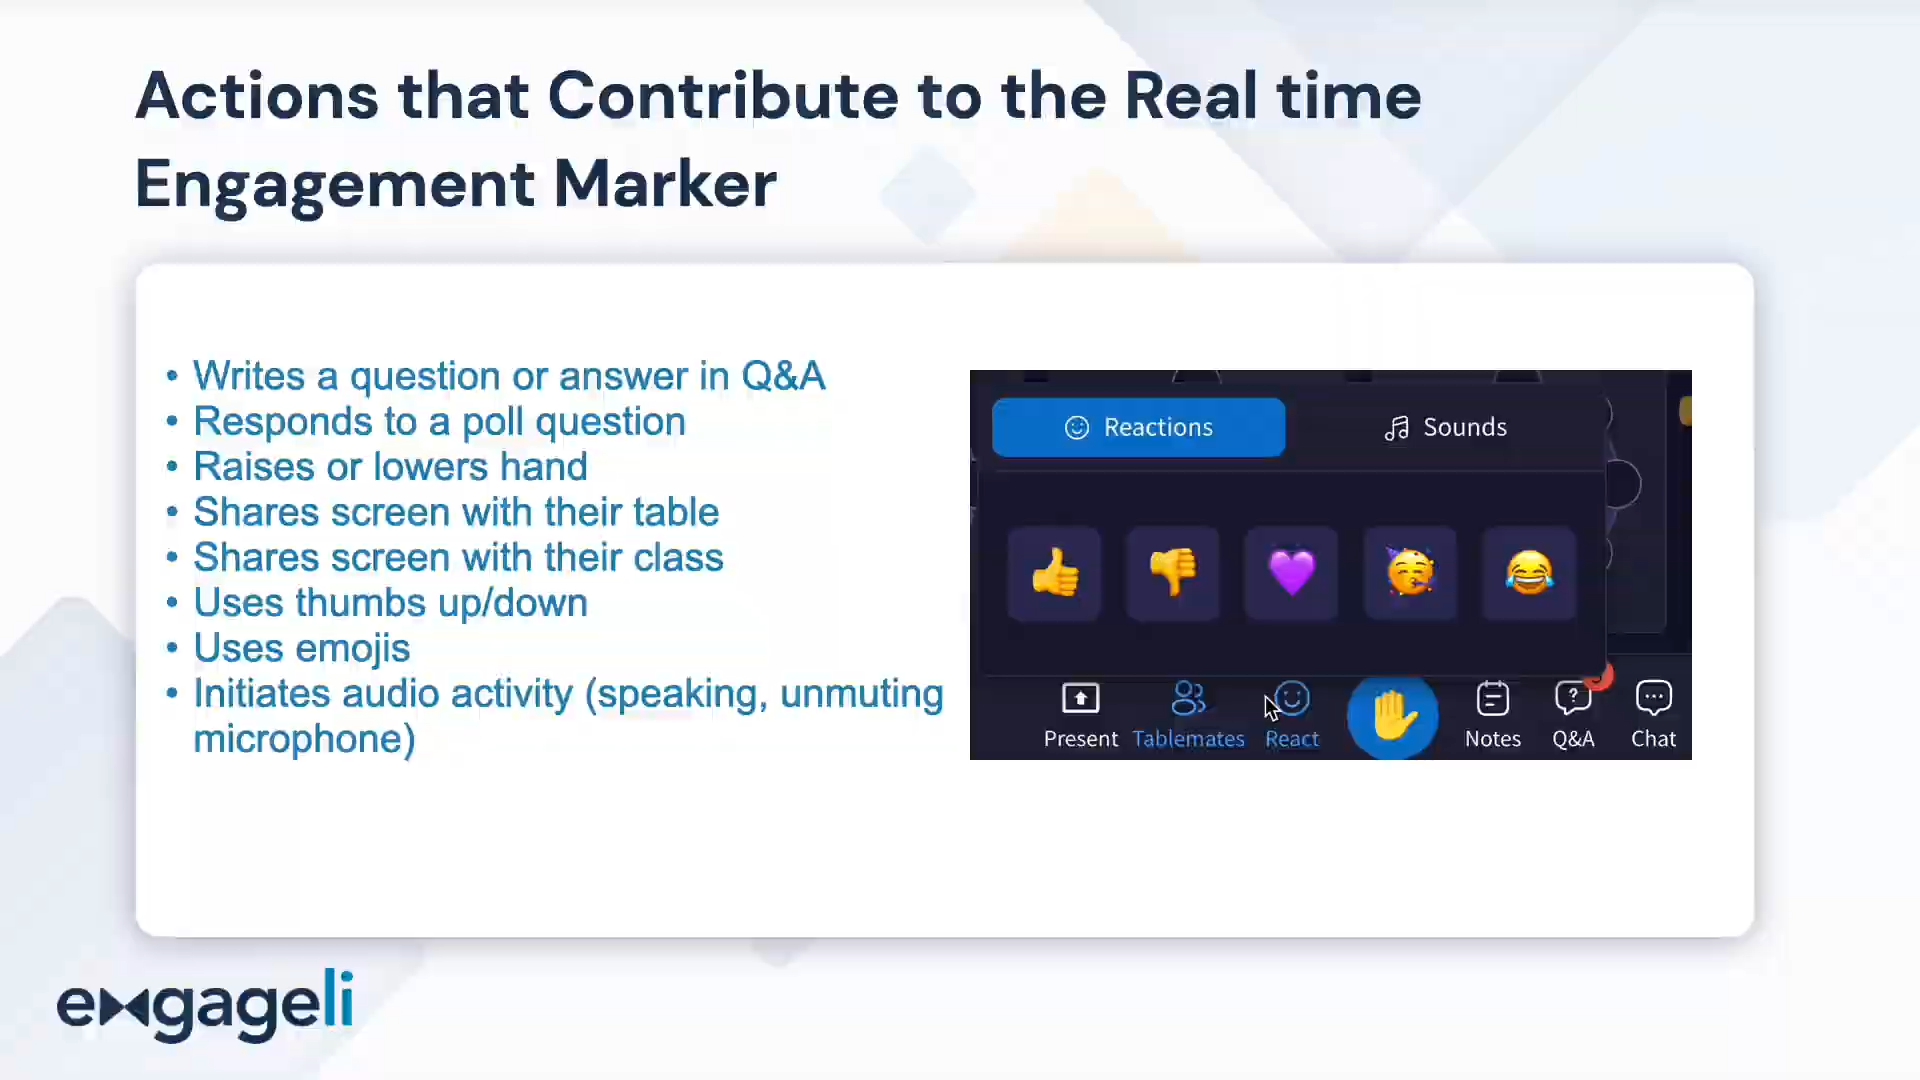 Actions that Contribute to the Real time
Engagement Marker
• Writes a question or answer in Q&A
• Responds to a poll question
• Raises or lowers hand
• Shares screen with their table
• Shares screen with their class
• Uses thumbs up/down
• Uses emojis
• Initiates audio activity (speaking, unmuting
microphone)
Reactions
Sounds
Present
Tablemates
React
Notes
Q&A
Chat
engageli